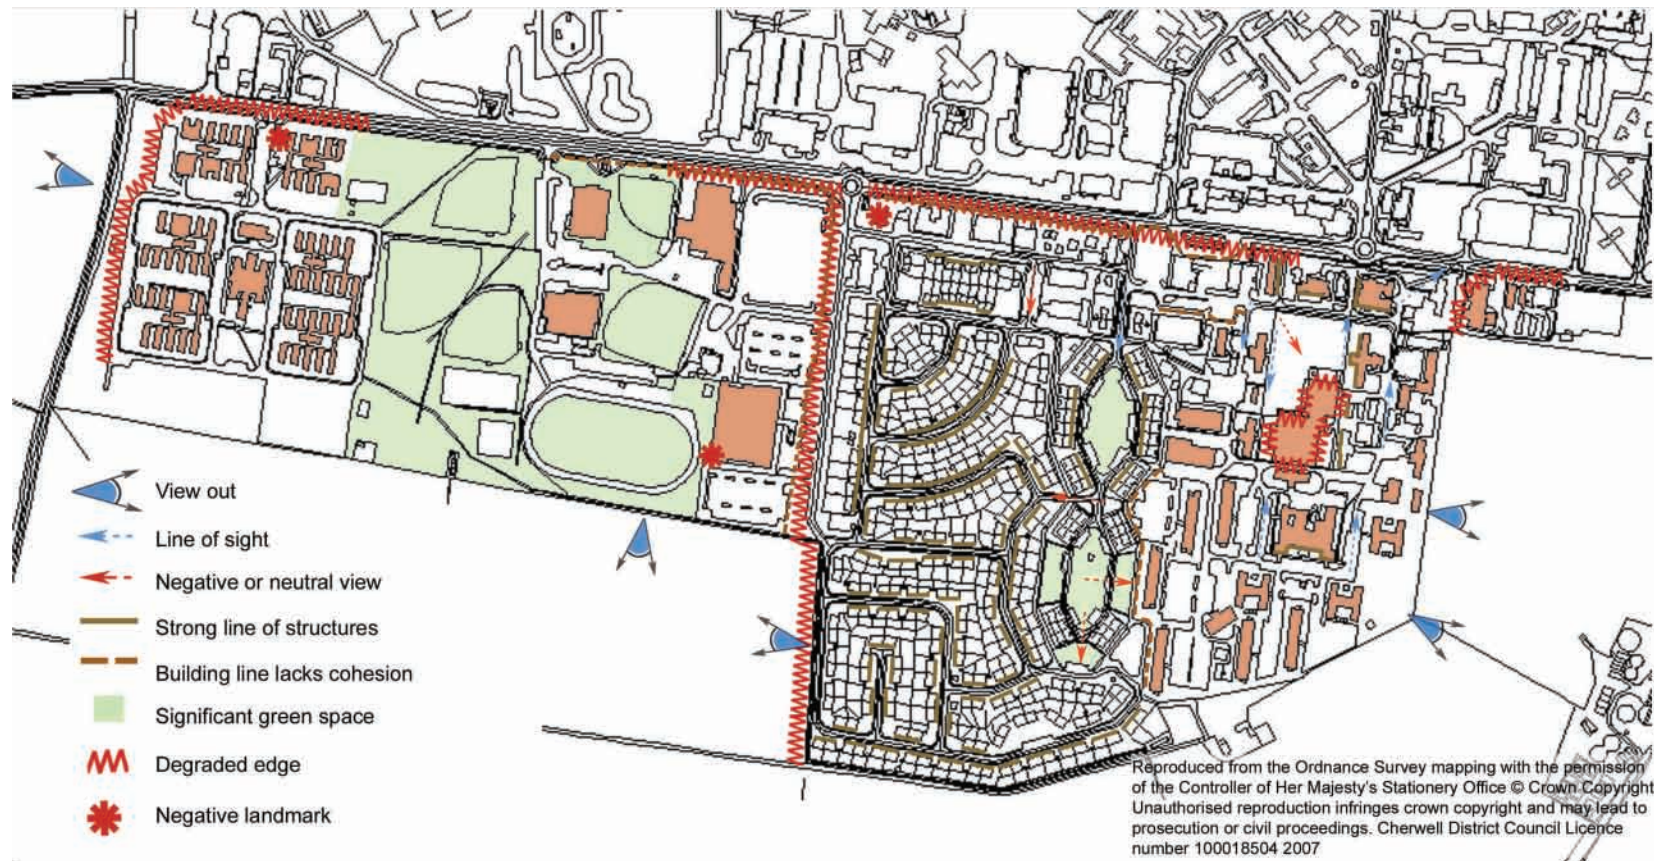 View out
Line of sight
Negative or neutral view
Strong line of structures
Building line lacks cohesion
Significant green space
Degraded edge
Negative landmark
Reproduced from the Ordnance Survey mapping with the permission
of the Controller of Her Majesty's Stationery Office © Crown Copyright
Unauthorised reproduction infringes crown copyright and may lead to
prosecution or civil proceedings. Cherwell District Council Licence
number 100018504 2007